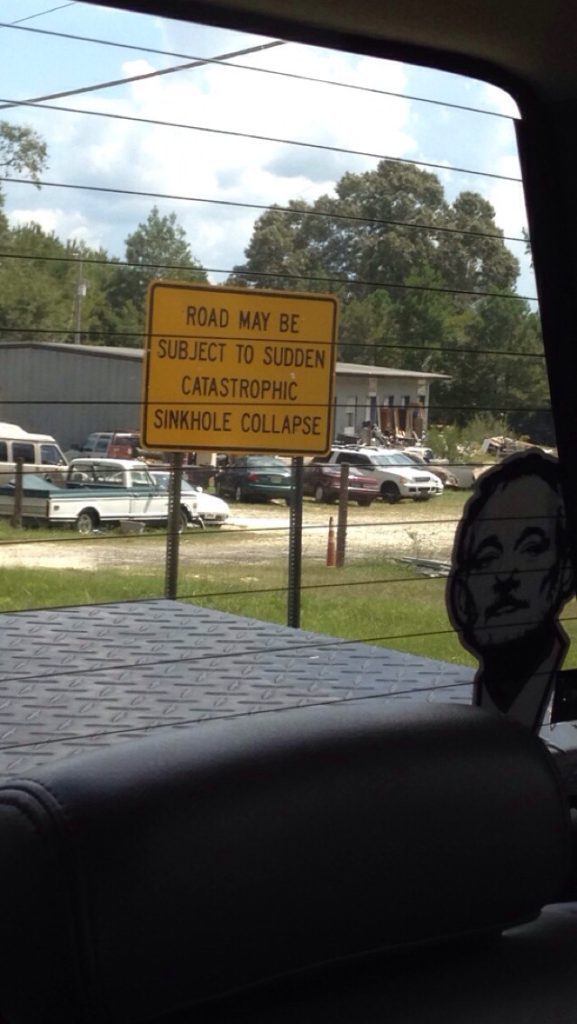 ROAD MAY BE
SUBJECT TO SUDDEN
CATASTROPHIC
SINKHOLE COLLAPSE